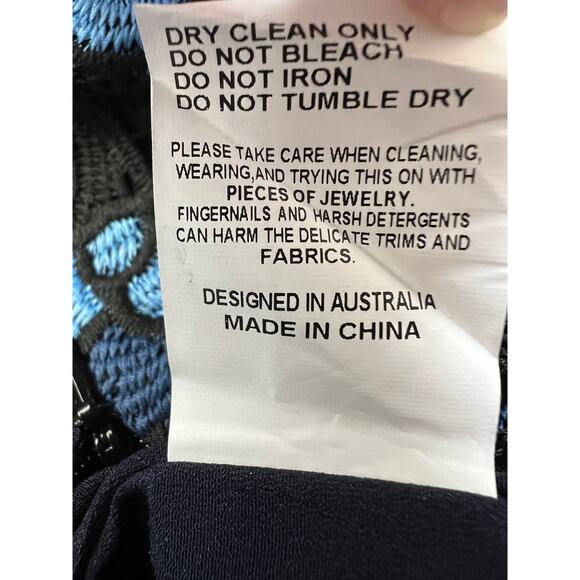 DRY CLEAN ONLY
DO NOT BLEACH
DO NOT IRON
DO NOT TUMBLE DRY
PLEASE TAKE CARE WHEN CLEANING,
WEARING,AND TRYING THIS ON WITH
PIECES OF JEWELRY.
FINGERNAILS AND HARSH DETERGENTS
CAN HARM THE DELICATE TRIMS AND
FABRICS.
DESIGNED IN AUSTRALIA
MADE IN CHINA